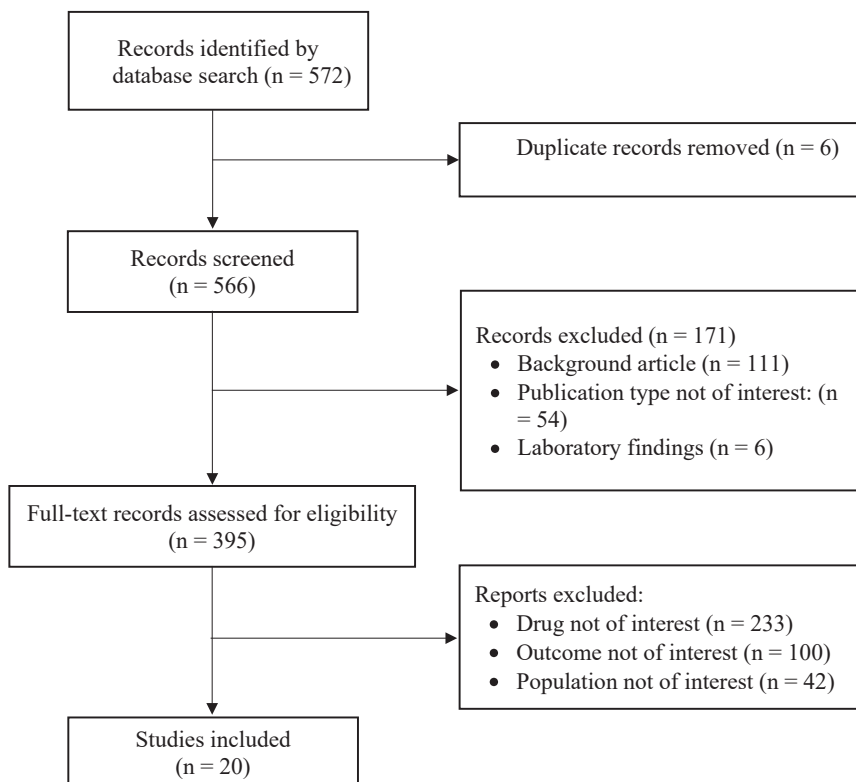 Records identified by
database search (n = 572)
Duplicate records removed (n = 6)
Records screened
(n = 566)
Records excluded (n = 171)
• Background article (n = 111)
• Publication type not of interest: (n
= 54)
• Laboratory findings (n = 6)
Full-text records assessed for eligibility
(n = 395)
Reports excluded:
• Drug not of interest (n = 233)
• Outcome not of interest (n = 100)
• Population not of interest (n = 42)
Studies included
(n = 20)